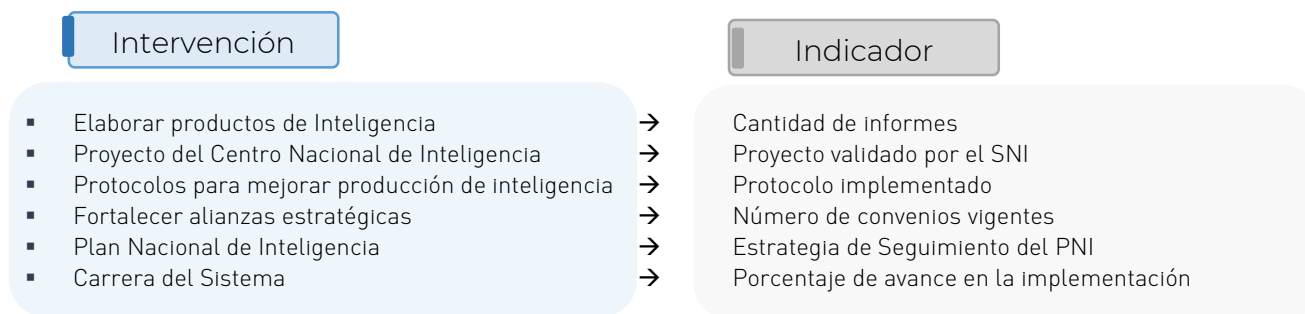 Intervención
Indicador
▪ Elaborar productos de Inteligencia → Cantidad de informes
▪ Proyecto del Centro Nacional de Inteligencia → Proyecto validado por el SNI
▪ Protocolos para mejorar producción de inteligencia → Protocolo implementado
▪ Fortalecer alianzas estratégicas → Número de convenios vigentes
▪ Plan Nacional de Inteligencia → Estrategia de Seguimiento del PNI
▪ Carrera del Sistema → Porcentaje de avance en la implementación